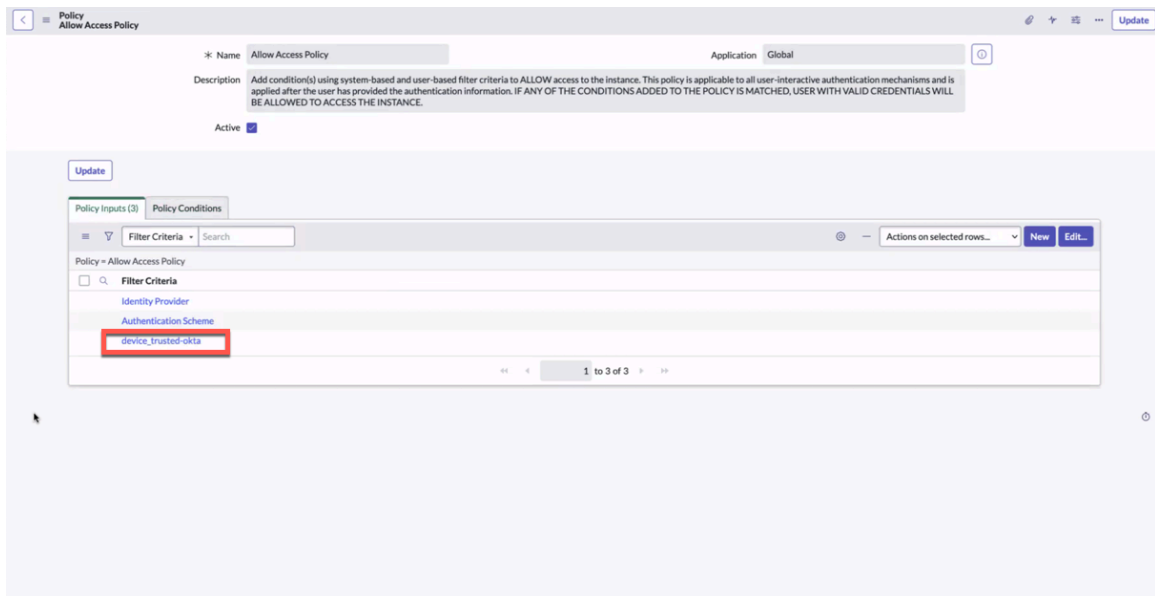 Policy
Allow Access Policy
Update
Name Allow Access Policy
Application Global
Description Add condition(s) using system-based and user-based filter criteria to ALLOW access to the instance. This policy is applicable to all user-interactive authentication mechanisms and is
applied after the user has provided the authentication information. IF ANY OF THE CONDITIONS ADDED TO THE POLICY IS MATCHED, USER WITH VALID CREDENTIALS WILL
BE ALLOWED TO ACCESS THE INSTANCE.
Active
Update
Policy Inputs (3) Policy Conditions
Filter Criteria Search Actions on selected rows... New Edit...
Policy = Allow Access Policy
Filter Criteria
Identity Provider
Authentication Scheme
device_trusted-okta
1 to 3 of 3